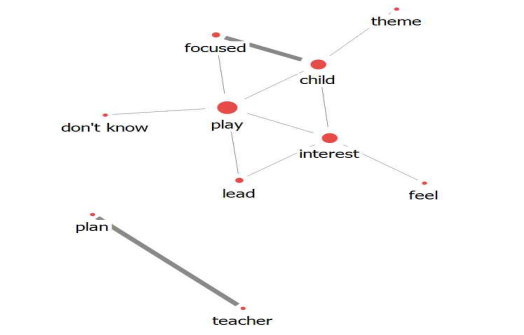 theme
focused
child
don't know
play
interest
lead
feel
plan
teacher